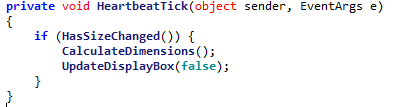 private void HeartbeatTick(object sender, EventArgs e)
{
    if (HasSizeChanged()) {
        CalculateDimensions();
        UpdateDisplayBox(false);
    }
}